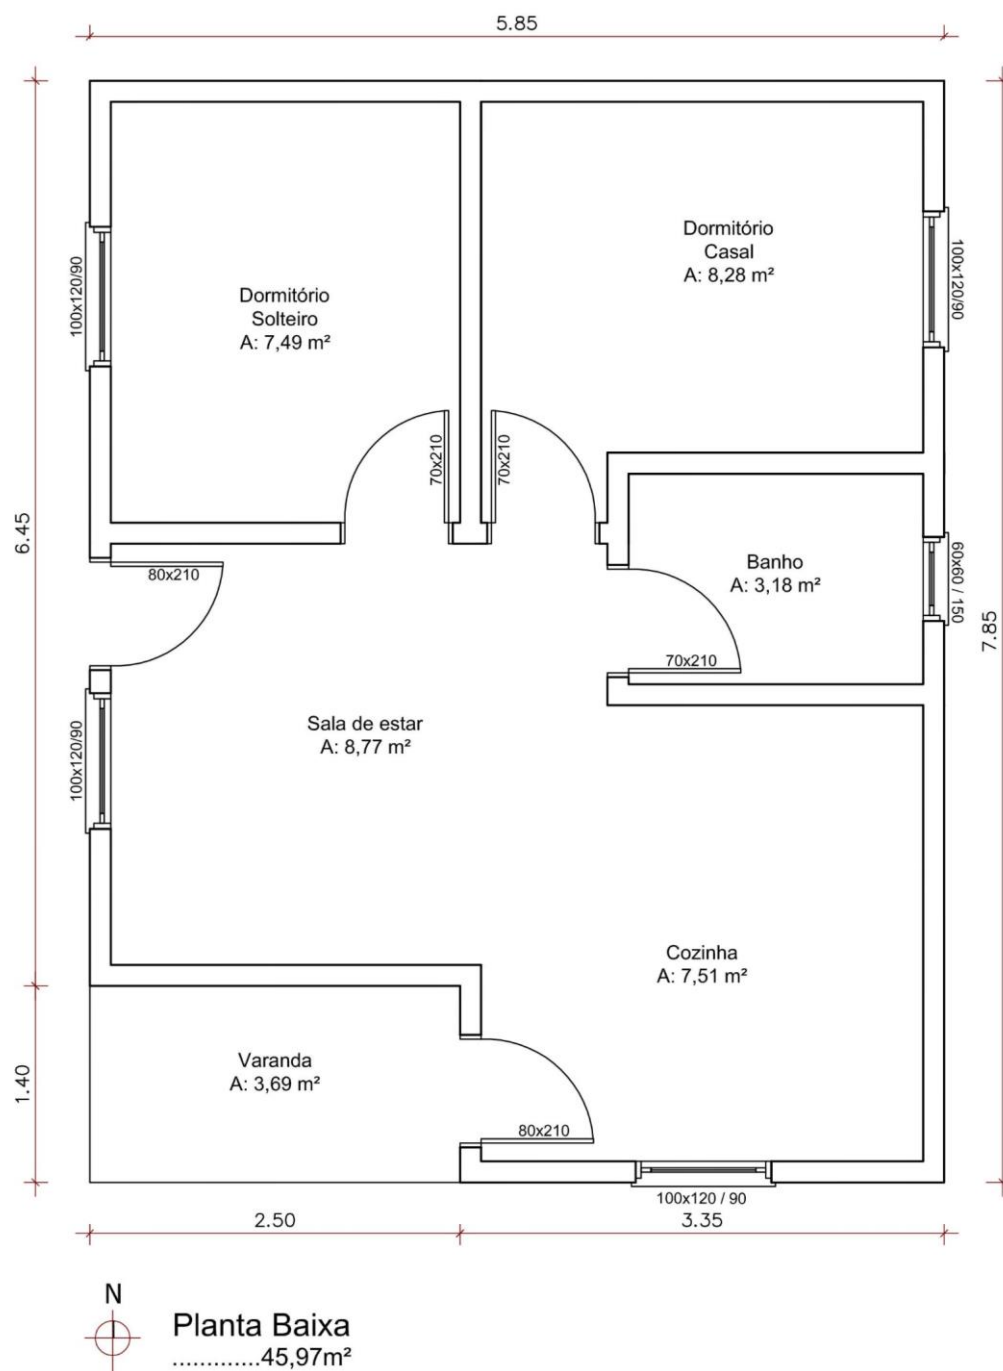 5.85
Dormitório
Casal
A: 8,28 m²
100x120/90
100x120/90
Dormitório
Solteiro
A: 7,49 m²
70x210
70x210
6.45
80x210
Banho
A: 3,18 m²
60x60 / 150
7.85
70x210
Sala de estar
A: 8,77 m²
100x120/90
Cozinha
A: 7,51 m²
Varanda
A: 3,69 m²
1.40
80x210
100x120 / 90
2.50
3.35
N
Planta Baixa
.............45,97m²